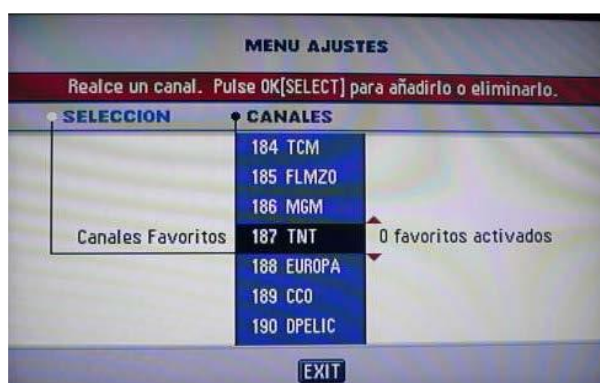 MENU AJUSTES
Realce un canal. Pulse OK[SELECT] para añadirlo o eliminarlo.
SELECCION
CANALES
184 TCM
185 FLMZO
186 MGM
Canales Favoritos 187 TNT 0 favoritos activados
188 EUROPA
189 CCO
190 DPELIC
EXIT